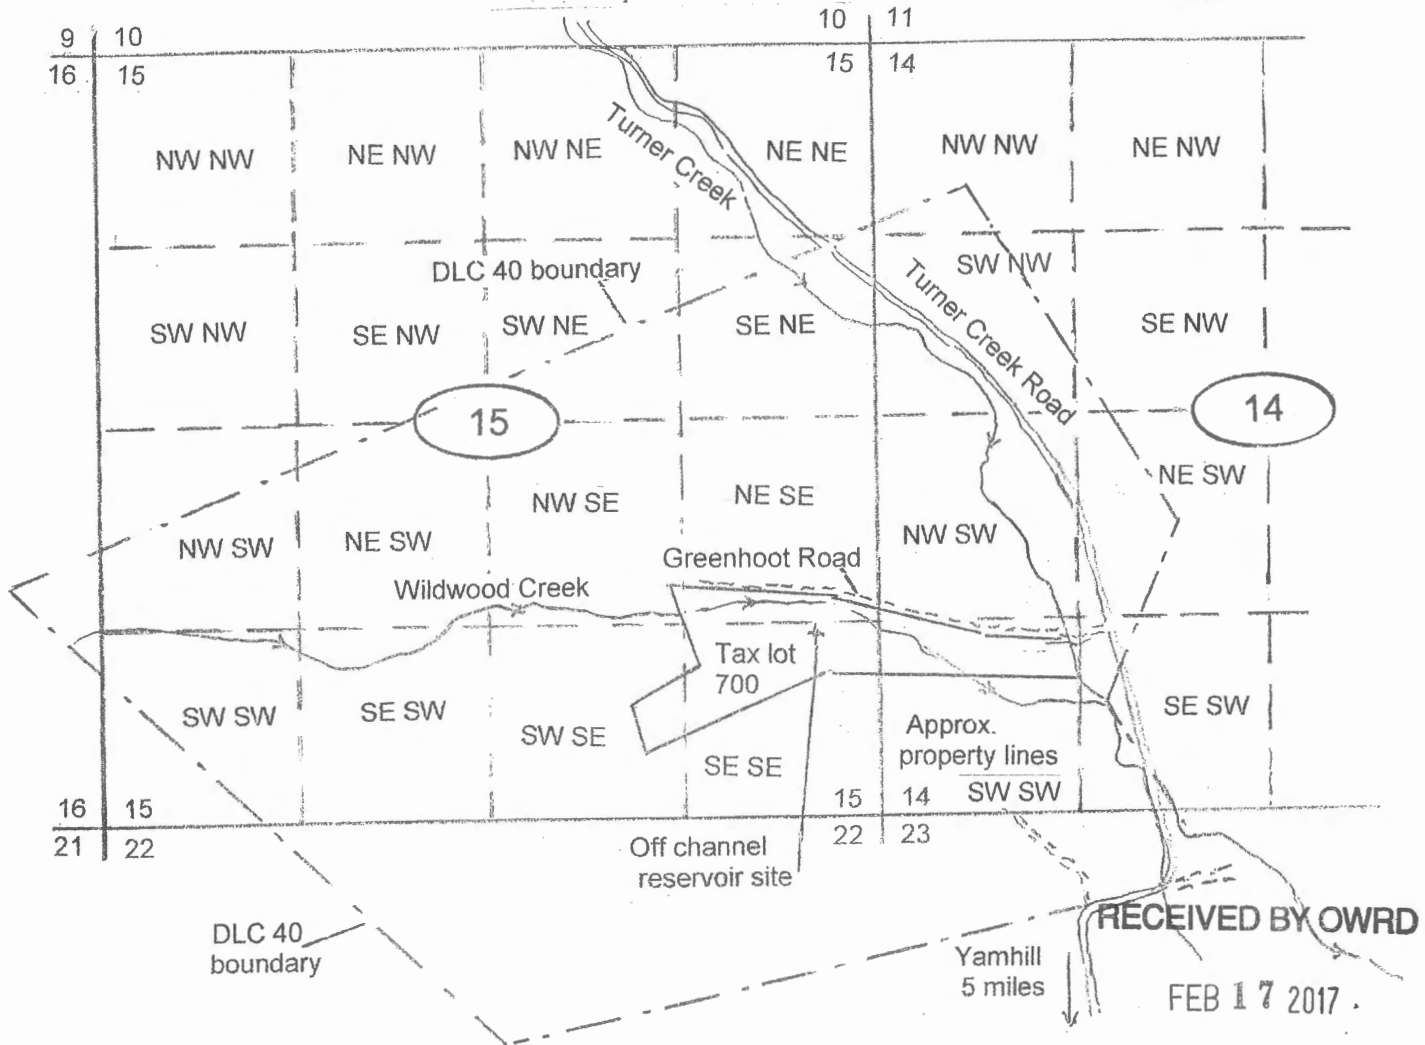 10 11
9 10
16 15
15 14
NW NW
NE NW
NW NE
Turner Creek
NE NE
NW NW
NE NW
DLC 40 boundary
SW NW
SE NW
SW NE
SE NE
Turner Creek Road
SW NW
SE NW
15
14
NW SW
NE SW
NW SE
NE SE
NW SW
NE SW
Greenhoot Road
Wildwood Creek
Tax lot
700
SW SW
SE SW
SW SE
SE SE
Approx.
property lines
SW SW
SE SW
16 15
21 22
15 14
22 23
Off channel
reservoir site
DLC 40
boundary
Yamhill
5 miles
RECEIVED BY OWRD
FEB 17 2017